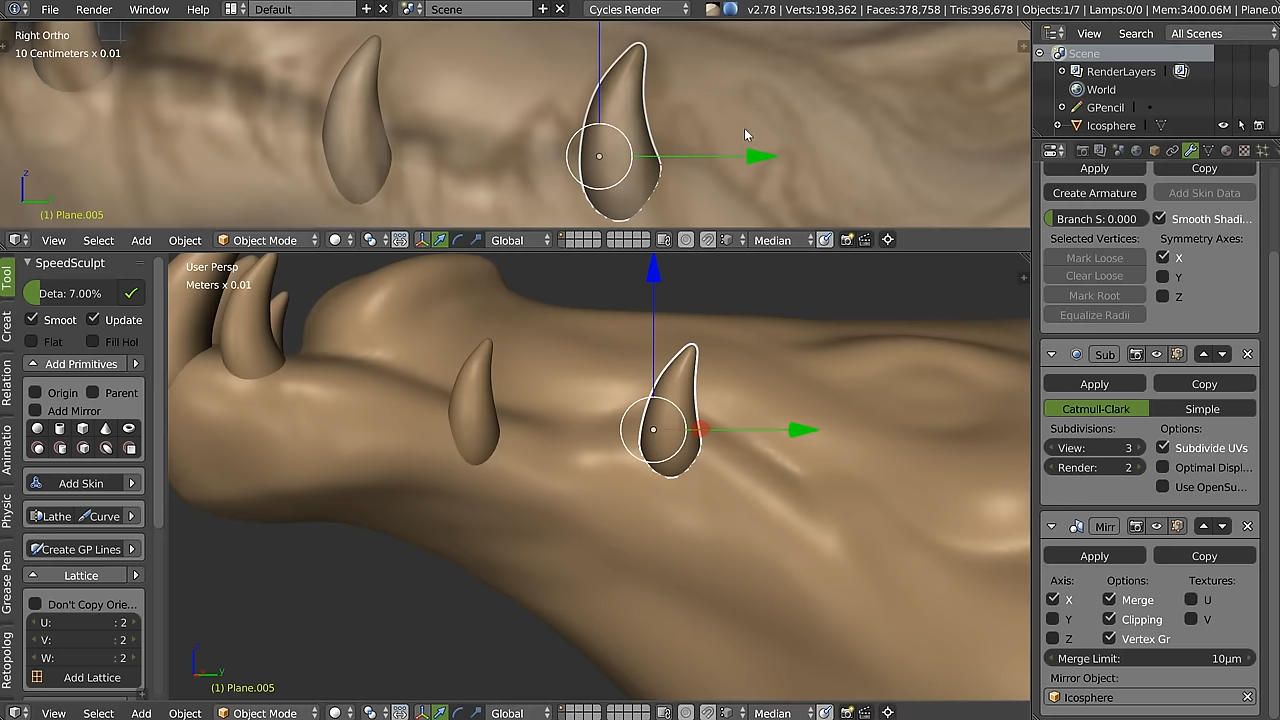 File Render Window Help Default Scene Cycles Render v2.78 | Verts:198,362 | Faces:378,758 | Tris:396,678 | Objects:1/7 | Lamps:0/0 | Mem:3400.06M | Plane.00
Right Ortho
10 Centimeters x 0.01
z
y
(1) Plane.005
View Select Add Object Object Mode Global Median
View Search All Scenes
Scene
RenderLayers
World
GPencil
Icosphere
Apply Copy
Create Armature Add Skin Data
Branch S: 0.000 Smooth Shadi...
Selected Vertices: Symmetry Axes:
Mark Loose X
Clear Loose Y
Mark Root Z
Equalize Radii
Sub
Apply Copy
Catmull-Clark Simple
Subdivisions: Options:
View: 3 Subdivide UVs
Render: 2 Optimal Displ...
Use OpenSu...
Mirr
Apply Copy
Axis: Options: Textures:
X Merge U
Y Clipping V
Z Vertex Gr
Merge Limit: 10µm
Mirror Object:
Icosphere
Tool
Creat
Relation
Animatio
Physic
Grease Pen
Retopolog
SpeedSculpt
Deta: 7.00%
Smoot Update
Flat Fill Hol
Add Primitives
Origin Parent
Add Mirror
Add Skin
Lathe Curve
Create GP Lines
Lattice
Don't Copy Orie...
U: : 2
V: : 2
W: : 2
Add Lattice
User Persp
Meters x 0.01
y
(1) Plane.005
View Select Add Object Object Mode Global Median